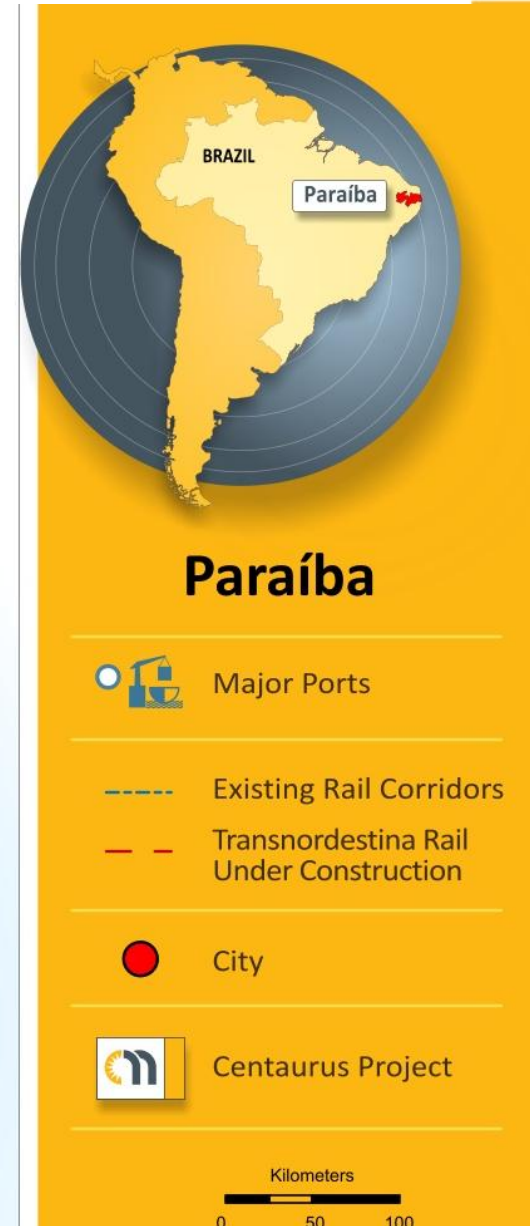 BRAZIL
Paraíba
Paraíba
Major Ports
Existing Rail Corridors
Transnordestina Rail
Under Construction
City
Centaurus Project
Kilometers
0 50 100